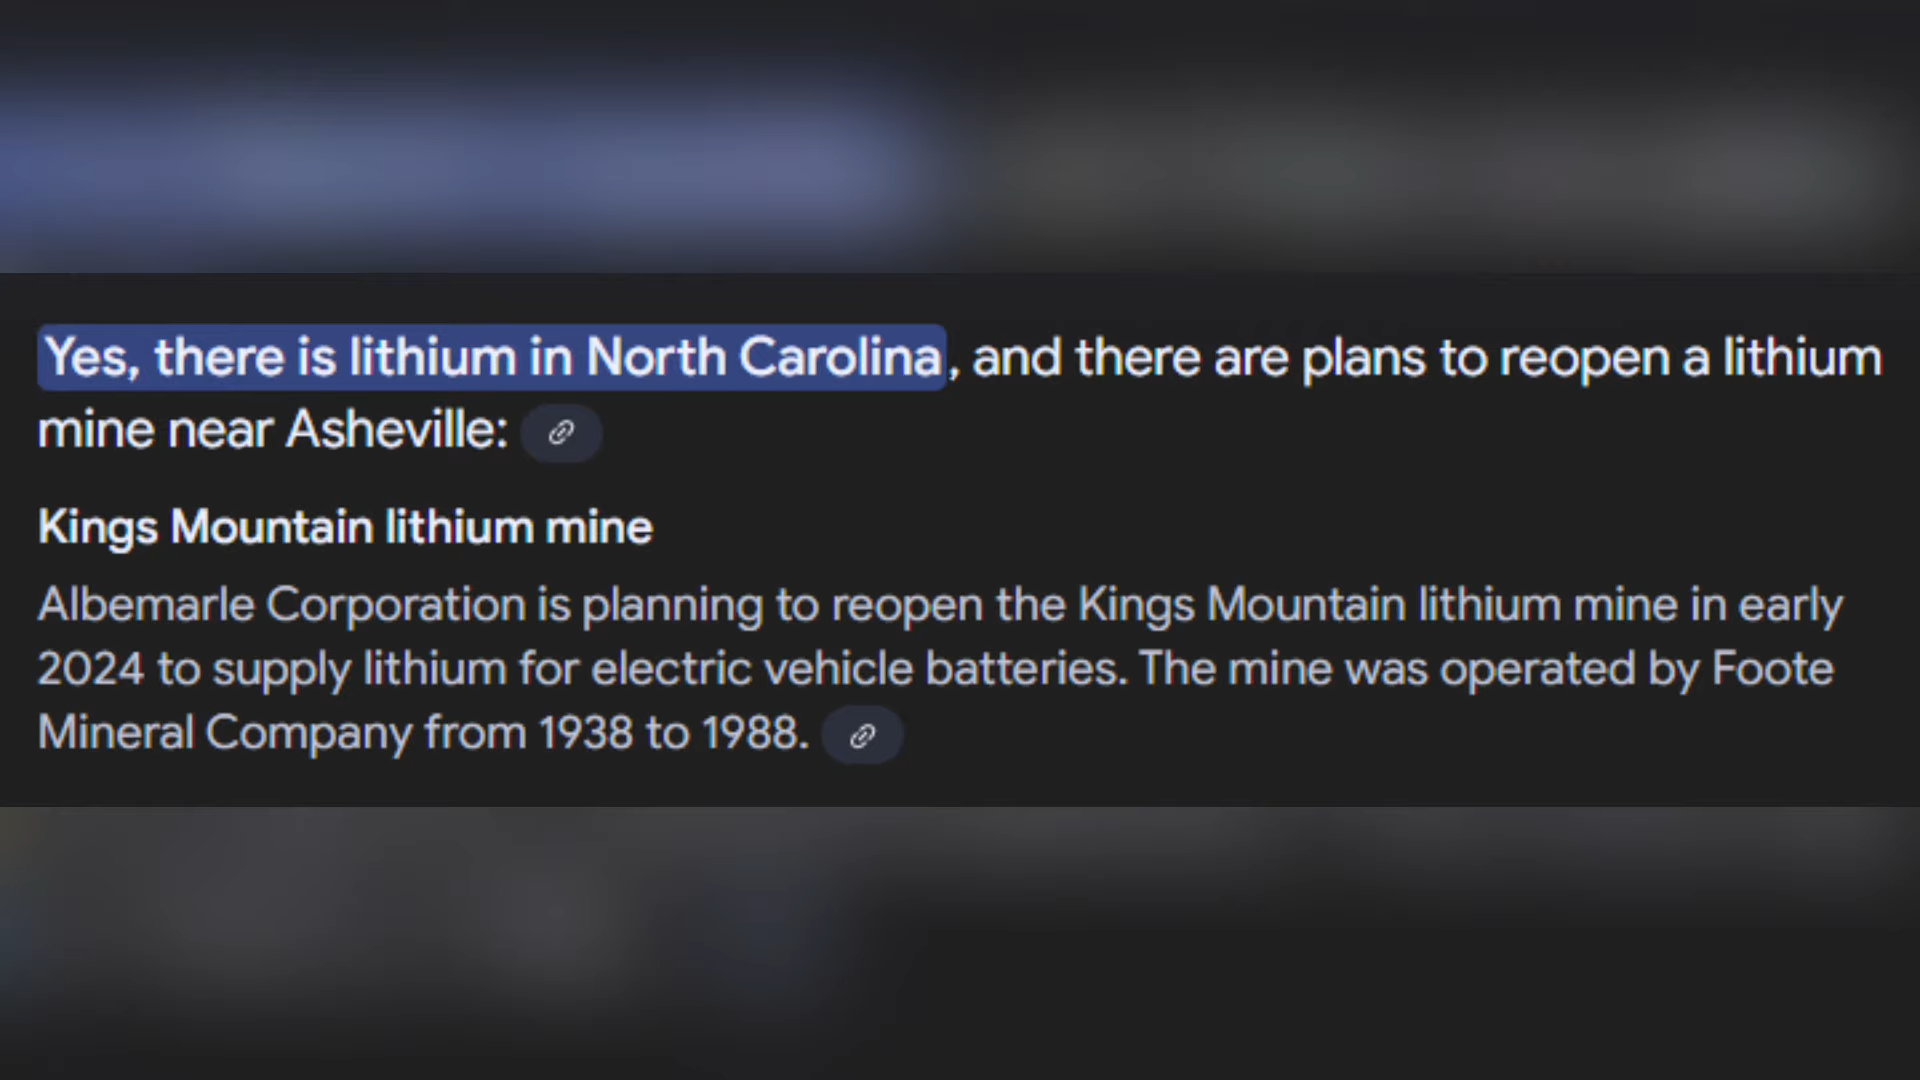 Yes, there is lithium in North Carolina, and there are plans to reopen a lithium
mine near Asheville:
Kings Mountain lithium mine
Albemarle Corporation is planning to reopen the Kings Mountain lithium mine in early
2024 to supply lithium for electric vehicle batteries. The mine was operated by Foote
Mineral Company from 1938 to 1988.